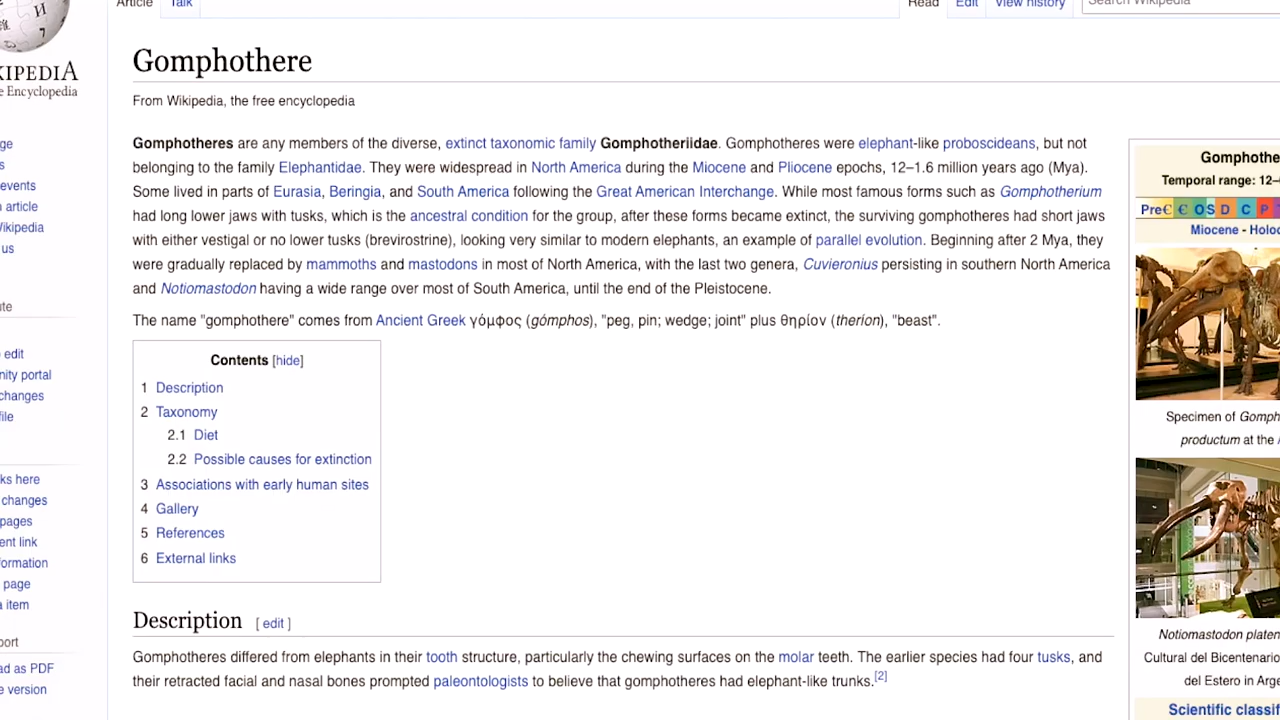 Article Talk Read Edit View history Search Wikipedia
KIPEDIA
e Encyclopedia
Gomphothere
From Wikipedia, the free encyclopedia
Gomphotheres are any members of the diverse, extinct taxonomic family Gomphotheriidae. Gomphotheres were elephant-like proboscideans, but not
belonging to the family Elephantidae. They were widespread in North America during the Miocene and Pliocene epochs, 12–1.6 million years ago (Mya).
Some lived in parts of Eurasia, Beringia, and South America following the Great American Interchange. While most famous forms such as Gomphotherium
had long lower jaws with tusks, which is the ancestral condition for the group, after these forms became extinct, the surviving gomphotheres had short jaws
with either vestigal or no lower tusks (brevirostrine), looking very similar to modern elephants, an example of parallel evolution. Beginning after 2 Mya, they
were gradually replaced by mammoths and mastodons in most of North America, with the last two genera, Cuvieronius persisting in southern North America
and Notiomastodon having a wide range over most of South America, until the end of the Pleistocene.
The name "gomphothere" comes from Ancient Greek γόμφος (gómphos), "peg, pin; wedge; joint" plus θηρίον (therion), "beast".
Contents [hide]
1 Description
2 Taxonomy
2.1 Diet
2.2 Possible causes for extinction
3 Associations with early human sites
4 Gallery
5 References
6 External links
Description [ edit ]
Gomphotheres differed from elephants in their tooth structure, particularly the chewing surfaces on the molar teeth. The earlier species had four tusks, and
their retracted facial and nasal bones prompted paleontologists to believe that gomphotheres had elephant-like trunks.[2]
ge
s
events
article
Wikipedia
us
te
edit
nity portal
changes
file
ks here
changes
pages
ent link
formation
page
a item
port
ad as PDF
e version
Gomphothe
Temporal range: 12–
PreЄ Є O S D C P T
Miocene - Holoc
Specimen of Gomph
productum at the
Notiomastodon platen
Cultural del Bicentenario
del Estero in Arge
Scientific classif